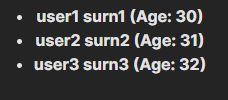 • user1 surn1 (Age: 30)
• user2 surn2 (Age: 31)
• user3 surn3 (Age: 32)